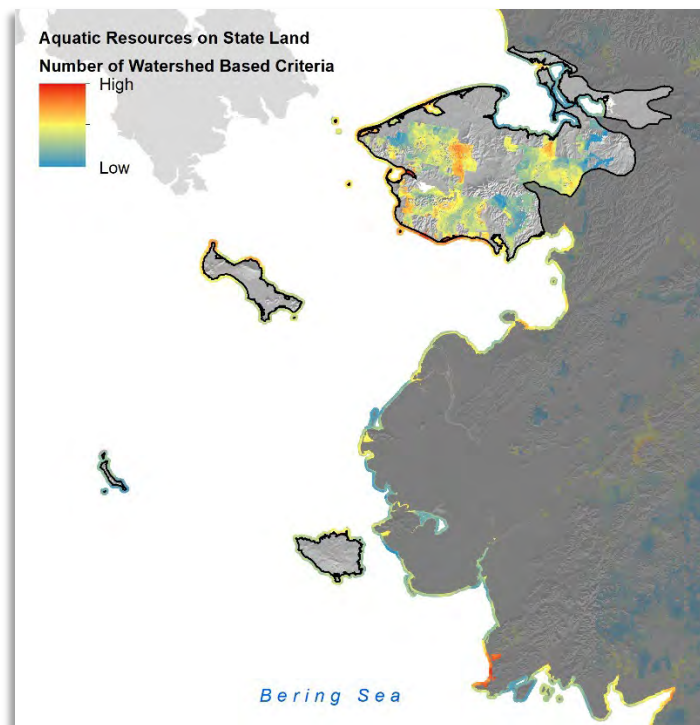 Aquatic Resources on State Land
Number of Watershed Based Criteria
High
Low
Bering Sea